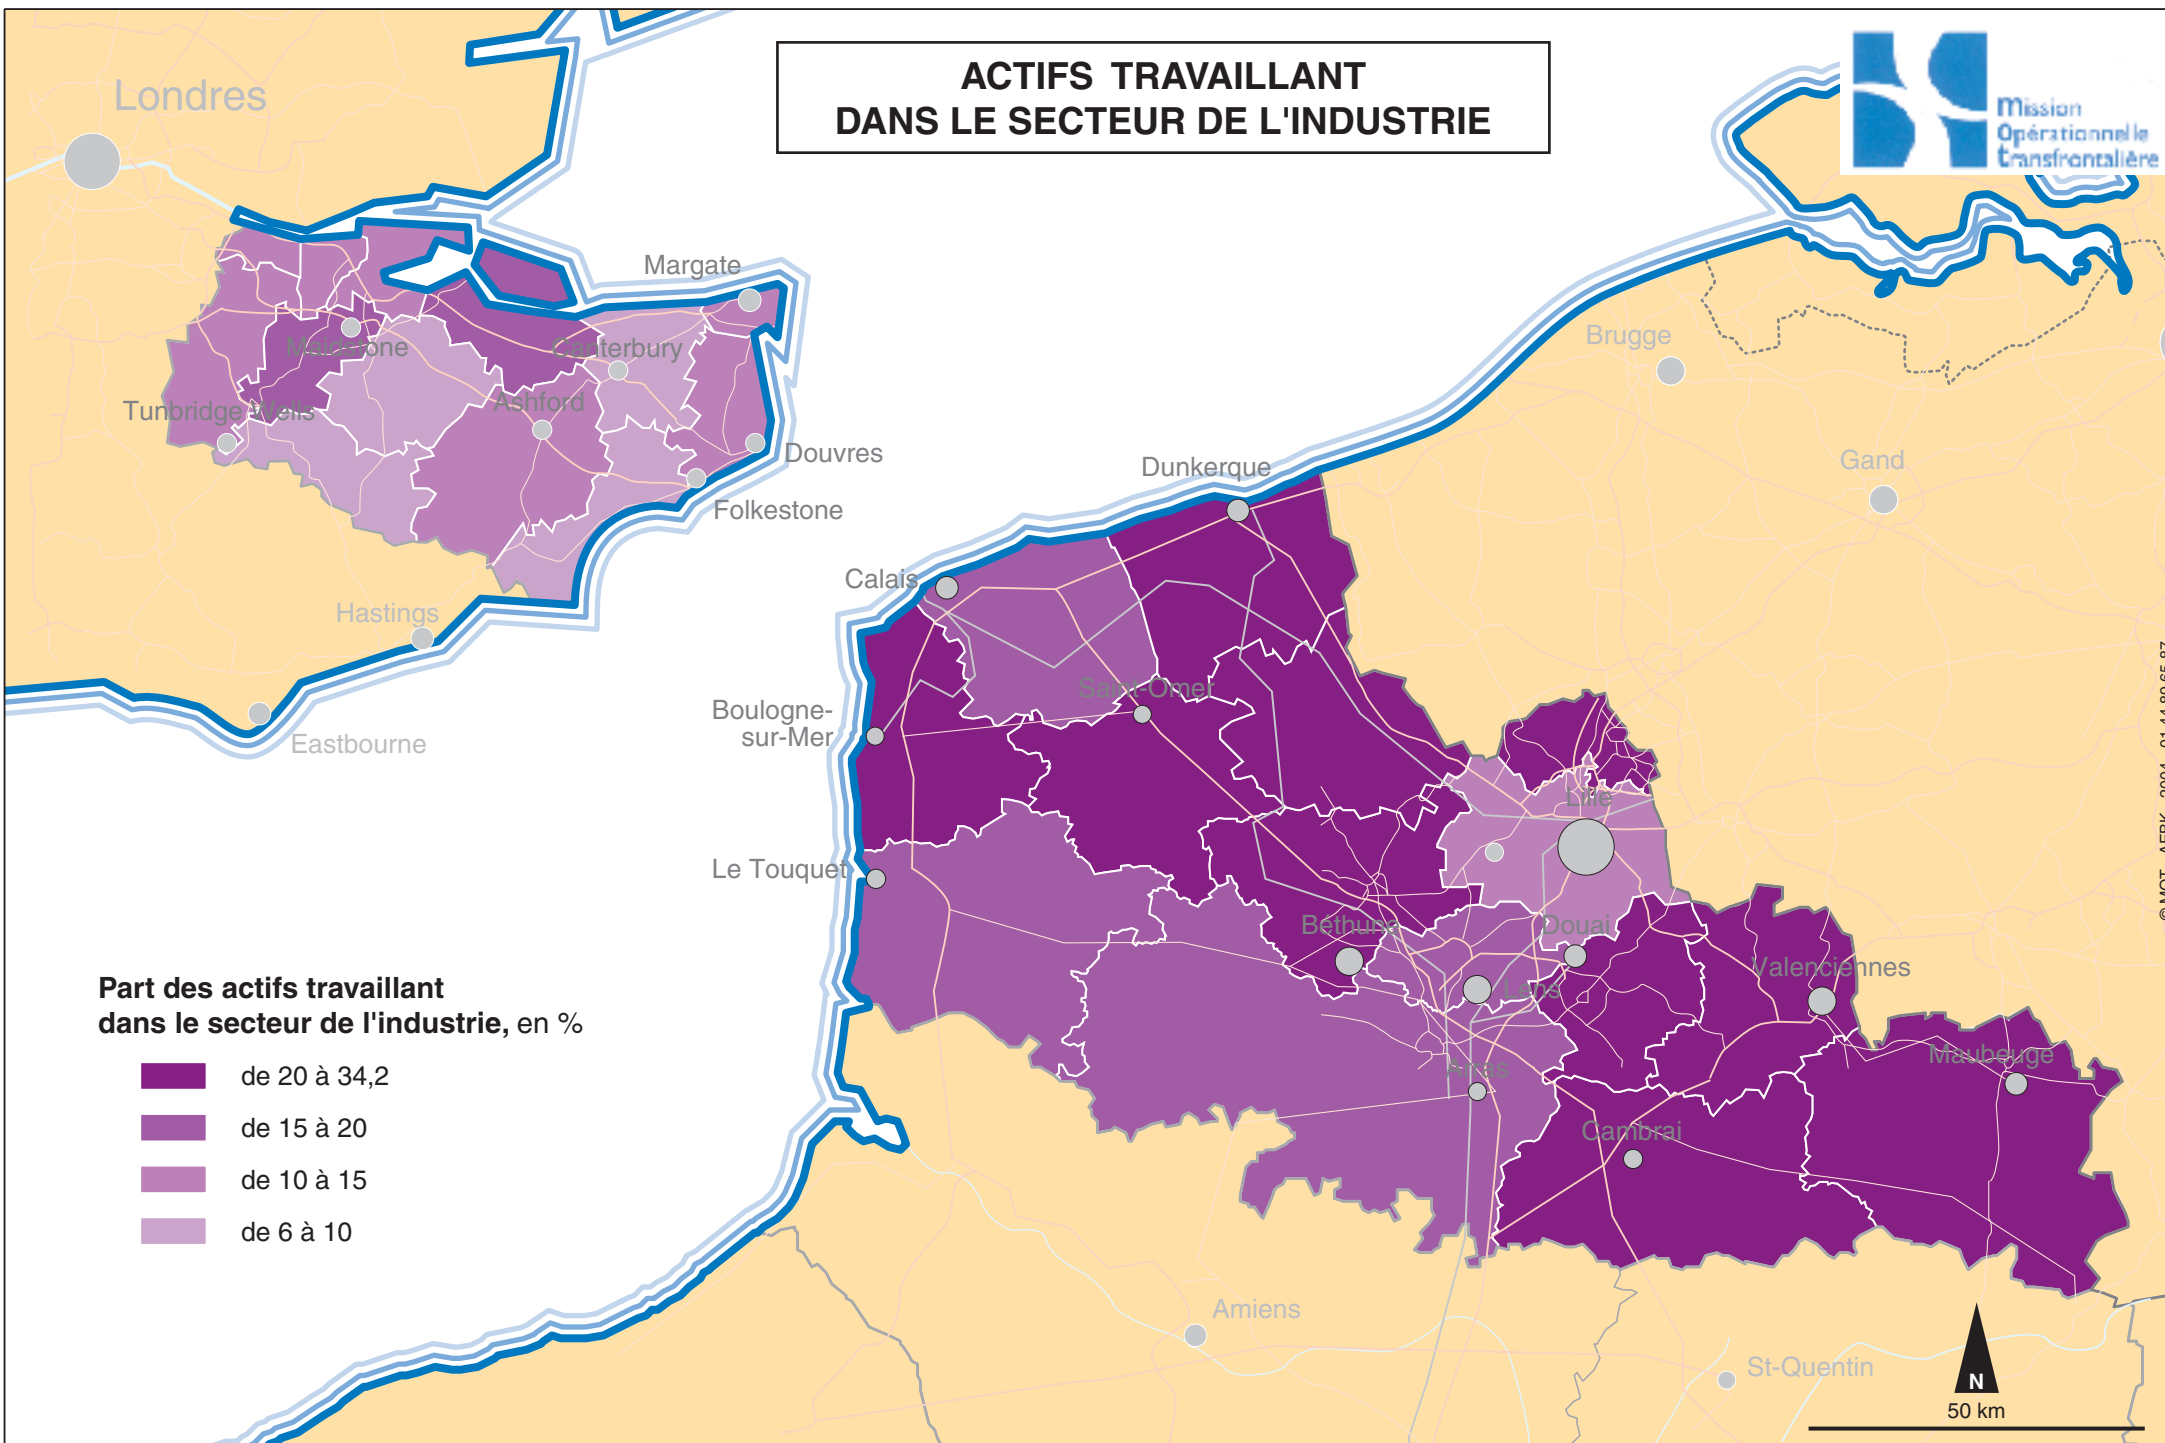 ACTIFS TRAVAILLANT
DANS LE SECTEUR DE L'INDUSTRIE
mission
opérationnelle
transfrontalière
Londres
Margate
Maidstone
Canterbury
Tunbridge Wells
Ashford
Douvres
Folkestone
Hastings
Eastbourne
Brugge
Gand
Dunkerque
Calais
Saint-Omer
Boulogne-
sur-Mer
Lille
Le Touquet
Béthune
Douai
Lens
Valenciennes
Arras
Maubeuge
Cambrai
Amiens
St-Quentin
Part des actifs travaillant
dans le secteur de l'industrie, en %
de 20 à 34,2
de 15 à 20
de 10 à 15
de 6 à 10
N
50 km